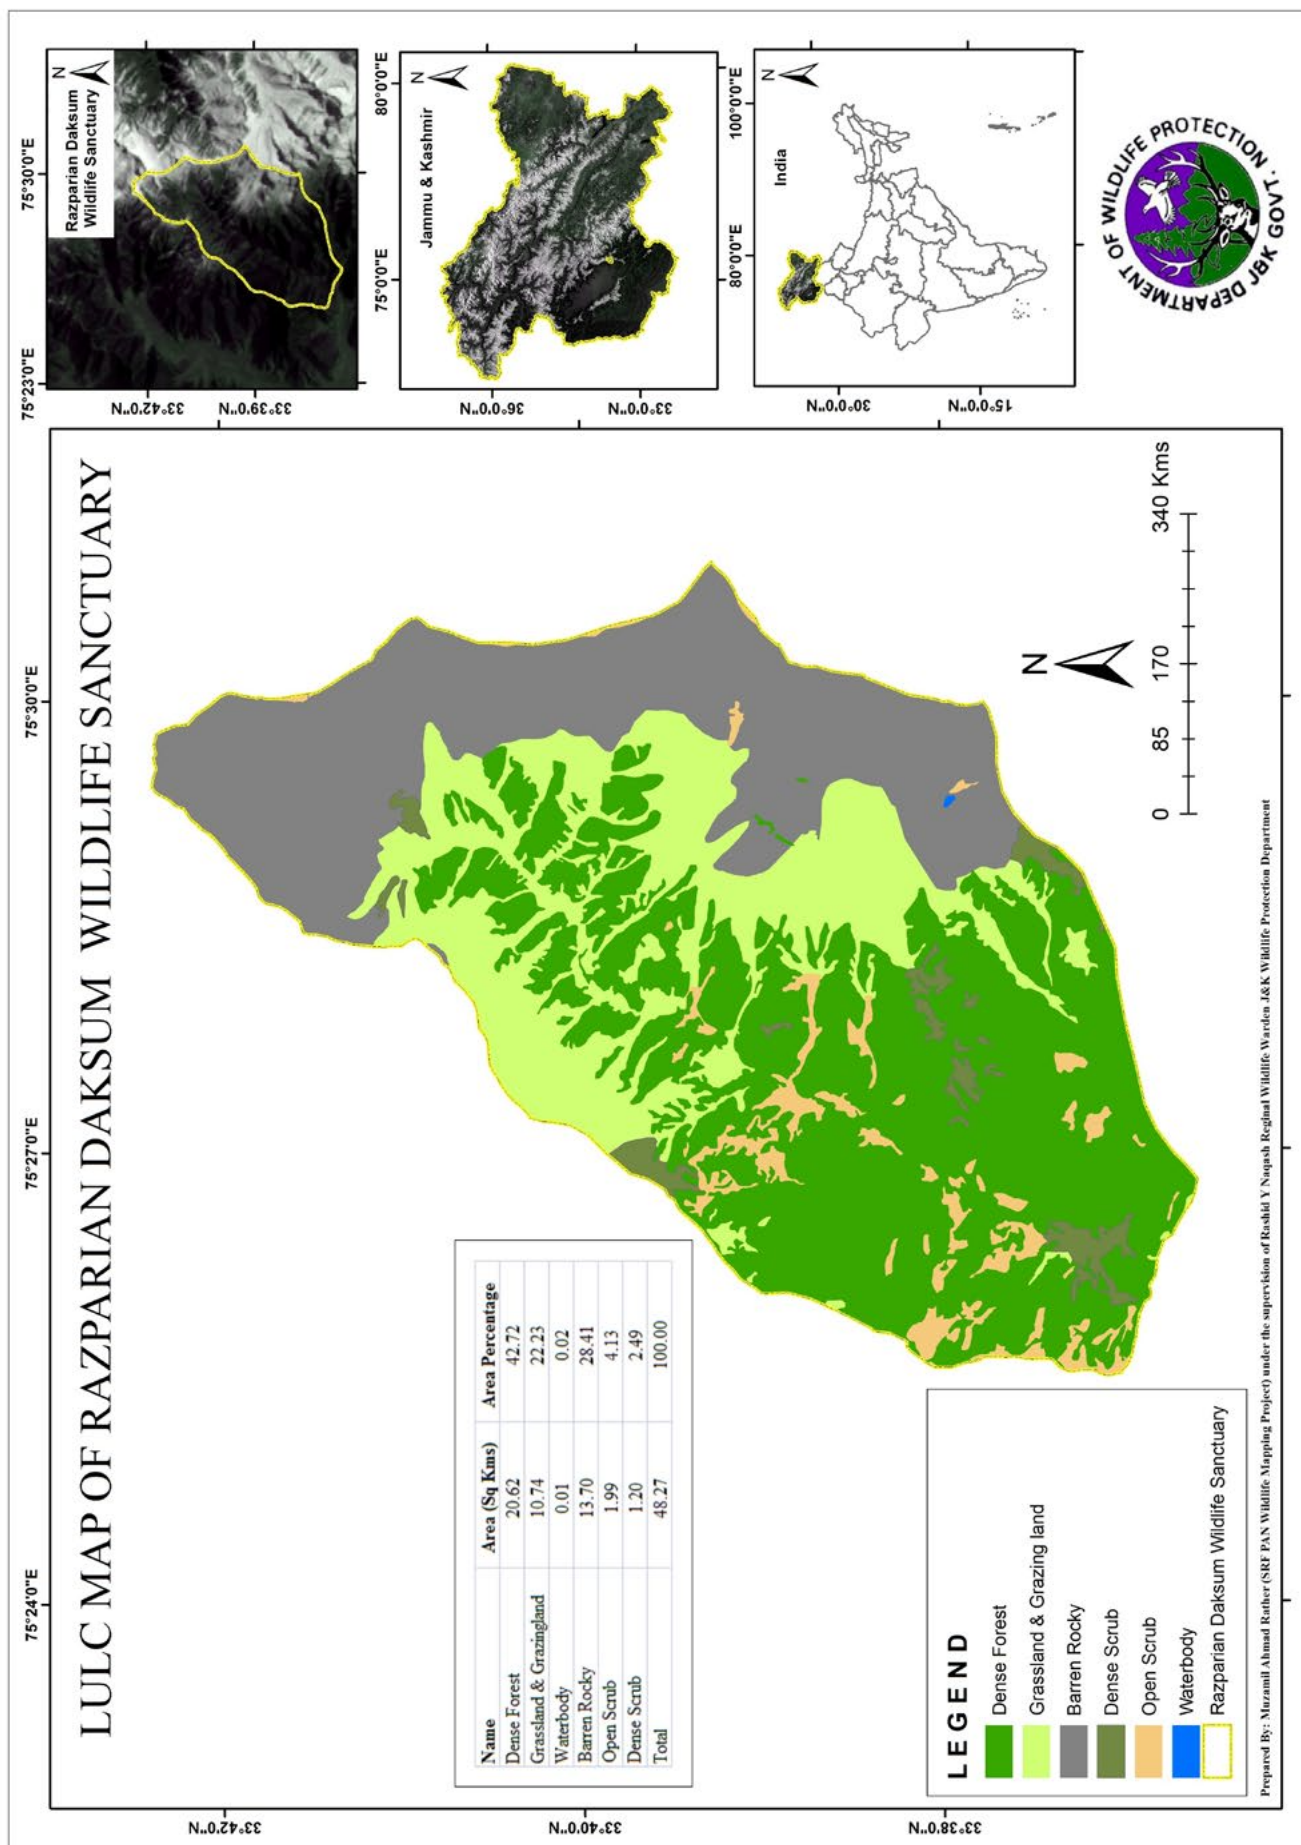 LULC MAP OF RAZPARIAN DAKSUM WILDLIFE SANCTUARY
75°24'0"E
75°27'0"E
75°30'0"E
33°42'0"N
33°40'0"N
33°38'0"N
Name Area (Sq Kms) Area Percentage
Dense Forest 20.62 42.72
Grassland & Grazingland 10.74 22.23
Waterbody 0.01 0.02
Barren Rocky 13.70 28.41
Open Scrub 1.99 4.13
Dense Scrub 1.20 2.49
Total 48.27 100.00
LEGEND
Dense Forest
Grassland & Grazing land
Barren Rocky
Dense Scrub
Open Scrub
Waterbody
Razparian Daksum Wildlife Sanctuary
N
0 85 170 340 Kms
75°23'0"E
75°30'0"E
33°42'0"N
33°39'0"N
Razparian Daksum
Wildlife Sanctuary
N
75°0'0"E
80°0'0"E
36°0'0"N
33°0'0"N
Jammu & Kashmir
N
80°0'0"E
100°0'0"E
30°0'0"N
15°0'0"N
India
N
DEPARTMENT OF WILDLIFE PROTECTION.
J&K GOVT.
Prepared By: Muzamil Ahmad Rather (SRF PAN Wildlife Mapping Project) under the supervision of Rashid Y Naqash Reginal Wildlife Warden J&K Wildlife Protection Department